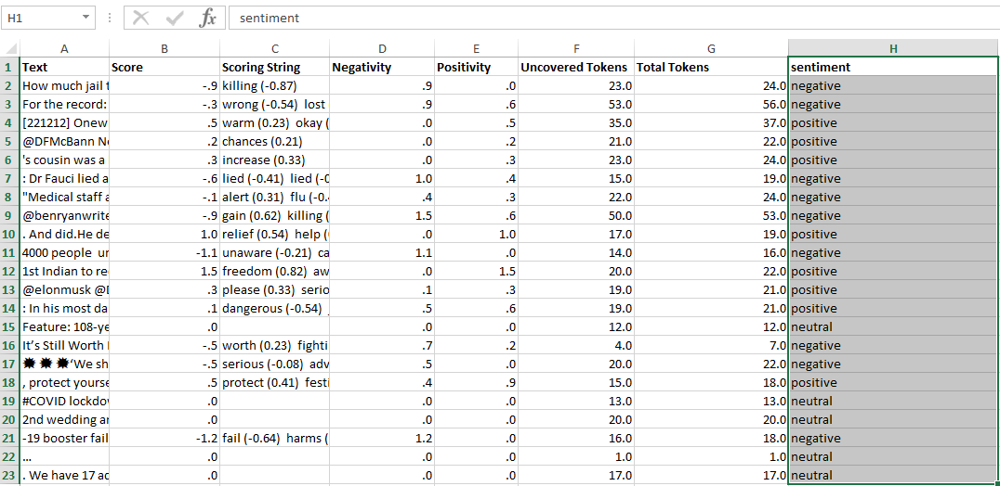 H1 fx sentiment
A B C D E F G H
1 Text Score Scoring String Negativity Positivity Uncovered Tokens Total Tokens sentiment
2 How much jail -.9 killing (-0.87) .9 .0 23.0 24.0 negative
3 For the record: -.3 wrong (-0.54) lost .9 .6 53.0 56.0 negative
4 [221212] Onew .5 warm (0.23) okay ( .0 .5 35.0 37.0 positive
5 @DFMcBann .2 chances (0.21) .0 .2 21.0 22.0 positive
6 's cousin was a .3 increase (0.33) .0 .3 23.0 24.0 positive
7 : Dr Fauci lied a -.6 lied (-0.41) lied (-0 1.0 .4 15.0 19.0 negative
8 "Medical staff a -.1 alert (0.31) flu (-0. .4 .3 22.0 24.0 negative
9 @benryanwrite -.9 gain (0.62) killing ( 1.5 .6 50.0 53.0 negative
10 . And did.He de 1.0 relief (0.54) help ( .0 1.0 17.0 19.0 positive
11 4000 people un -1.1 unaware (-0.21) ca 1.1 .0 14.0 16.0 negative
12 1st Indian to re 1.5 freedom (0.82) aw .0 1.5 20.0 22.0 positive
13 @elonmusk .3 please (0.33) serio .1 .3 19.0 21.0 positive
14 : In his most da .1 dangerous (-0.54) .5 .6 19.0 21.0 positive
15 Feature: 108-ye .0 .0 .0 12.0 12.0 neutral
16 It’s Still Worth -.5 worth (0.23) fighti .7 .2 4.0 7.0 negative
17 ✹ ✹ ✹‘We sh -.5 serious (-0.08) adv .5 .0 20.0 22.0 negative
18 , protect yourse .5 protect (0.41) festi .4 .9 15.0 18.0 positive
19 #COVID lockdow .0 .0 .0 13.0 13.0 neutral
20 2nd wedding an .0 .0 .0 20.0 20.0 neutral
21 -19 booster fail -1.2 fail (-0.64) harms ( 1.2 .0 16.0 18.0 negative
22 ... .0 .0 .0 1.0 1.0 neutral
23 . We have 17 ad .0 .0 .0 17.0 17.0 neutral